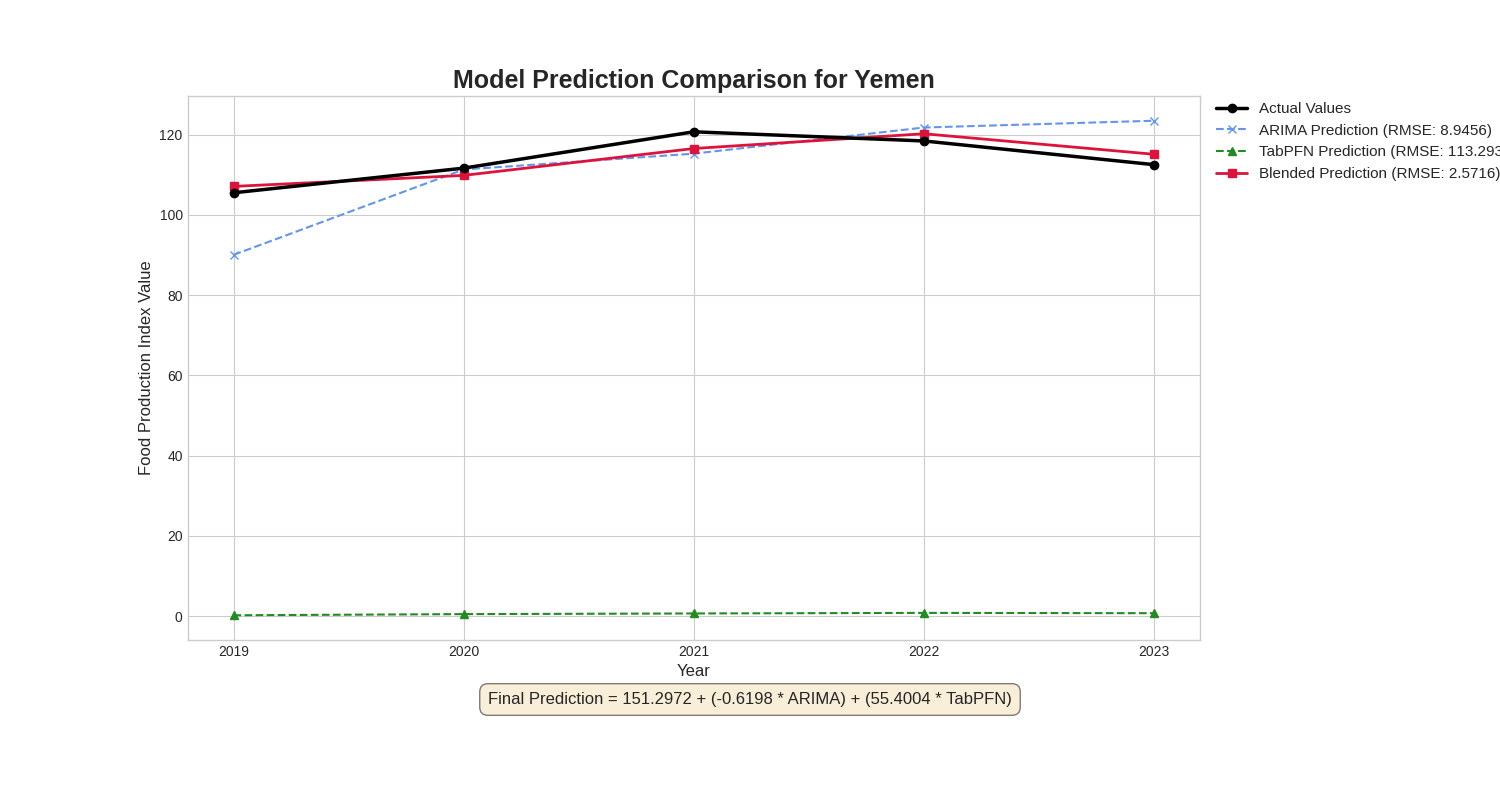 Model Prediction Comparison for Yemen
Actual Values
ARIMA Prediction (RMSE: 8.9456)
TabPFN Prediction (RMSE: 113.293
Blended Prediction (RMSE: 2.5716)
Food Production Index Value
120
100
80
60
40
20
0
2019 2020 2021 2022 2023
Year
Final Prediction = 151.2972 + (-0.6198 * ARIMA) + (55.4004 * TabPFN)